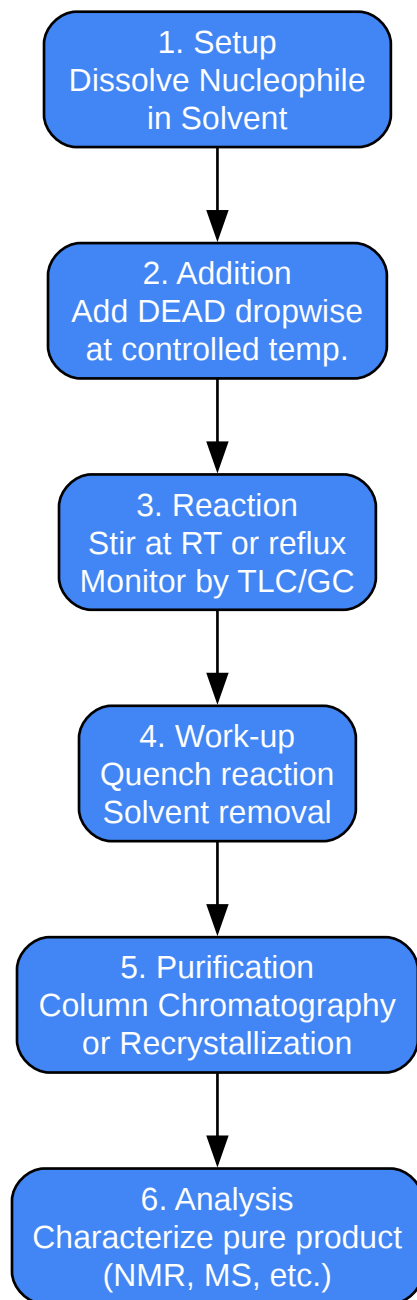 1. Setup
Dissolve Nucleophile
in Solvent
2. Addition
Add DEAD dropwise
at controlled temp.
3. Reaction
Stir at RT or reflux
Monitor by TLC/GC
4. Work-up
Quench reaction
Solvent removal
5. Purification
Column Chromatography
or Recrystallization
6. Analysis
Characterize pure product
(NMR, MS, etc.)